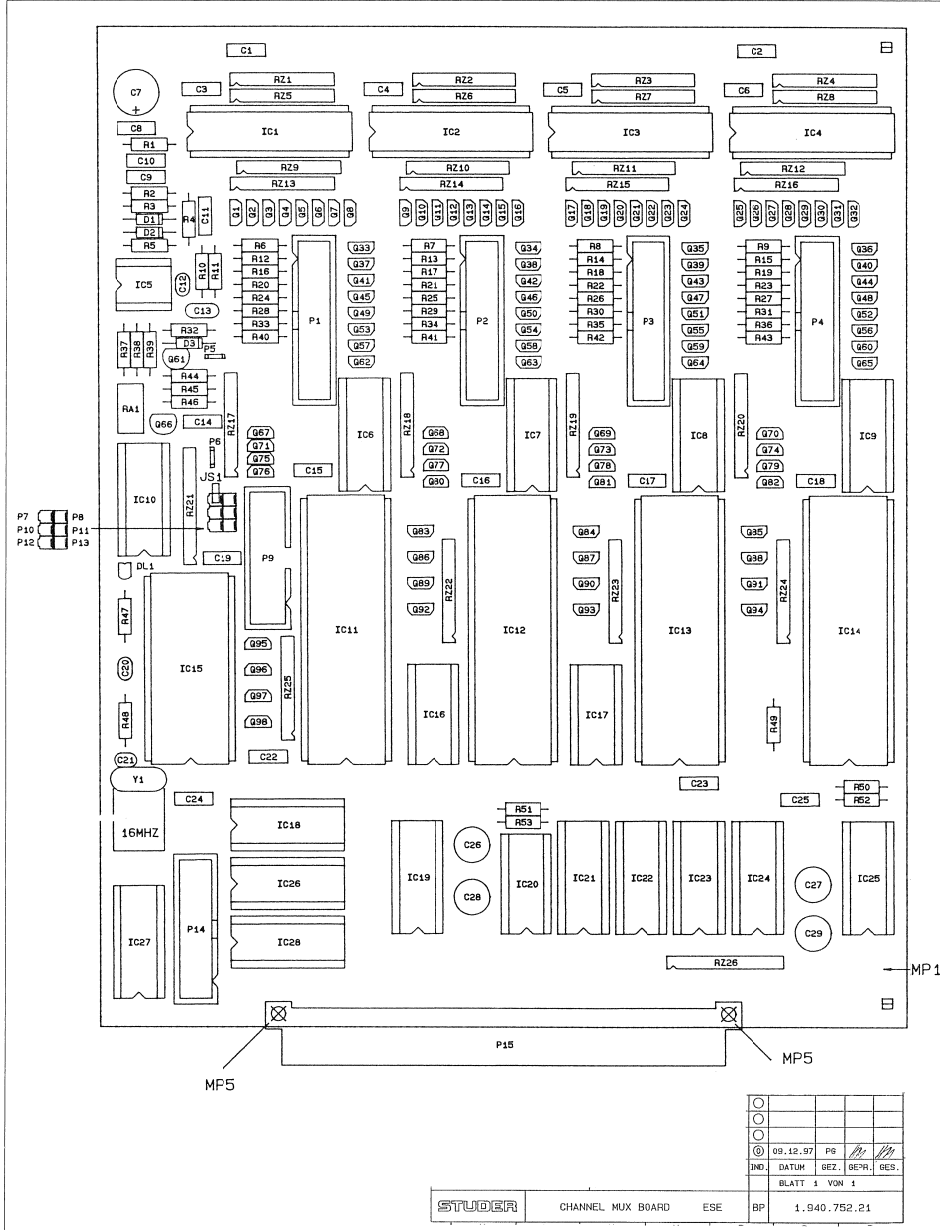 C1 C2
C7 C3 RZ1 C4 RZ2 C5 RZ3 C6 RZ4
RZ5 RZ6 RZ7 RZ8
+
C8 IC1 IC2 IC3 IC4
R1
C10 RZ9 RZ10 RZ11 RZ12
C9 RZ13 RZ14 RZ15 RZ16
R2
R3 R4 C11 Q1 Q2 Q3 Q4 Q5 Q6 Q7 Q8 Q9 Q10 Q11 Q12 Q13 Q14 Q15 Q16 Q17 Q18 Q19 Q20 Q21 Q22 Q23 Q24 Q25 Q26 Q27 Q28 Q29 Q30 Q31 Q32
D1
D2
R5 R6 Q33 R7 Q34 R8 Q35 R9 Q36
R10 R11 R12 Q37 R13 Q38 R14 Q39 R15 Q40
IC5 C12 R16 Q41 R17 Q42 R18 Q43 R19 Q44
R20 Q45 R21 Q46 R22 Q47 R23 Q48
R24 R25 R26 R27
C13 R28 P1 Q49 R29 P2 Q50 R30 P3 Q51 R31 P4 Q52
R32 R33 Q53 R34 Q54 R35 Q55 R36 Q56
R37 R38 R39 D3 P5 R40 Q57 R41 Q58 R42 Q59 R43 Q60
Q61 Q62 Q63 Q64 Q65
R44
R45
R46
RA1 Q66 C14 RZ17 RZ18 RZ19 RZ20
Q67 IC6 Q68 IC7 Q69 IC8 Q70 IC9
P6 Q71 Q72 Q73 Q74
Q75 Q77 Q78 Q79
Q76 C15 Q80 C16 Q81 C17 Q82 C18
IC10 RZ21 JS1
P7 P8
P10 P11
P12 P13
Q83 Q84 Q85
C19 P9 Q86 Q87 Q88
DL1 Q89 RZ22 Q90 RZ23 Q91 RZ24
Q92 Q93 Q94
R47 IC11 IC12 IC13 IC14
Q95
C20 IC15 Q96 RZ25
Q97
R48 Q98 IC16 IC17 R49
C21 C22
Y1 C23 R50
C24 C25 R52
R51
16MHZ IC18 R53
C26
IC19 IC20 IC21 IC22 IC23 IC24 IC25
IC26 C28 C27
IC27 P14 IC28 C29
RZ26
MP1
P15
MP5 MP5
0 09.12.97 PG
IND. DATUM GEZ. GEPR. GES.
BLATT 1 VON 1
STUDER CHANNEL MUX BOARD ESE BP 1.940.752.21